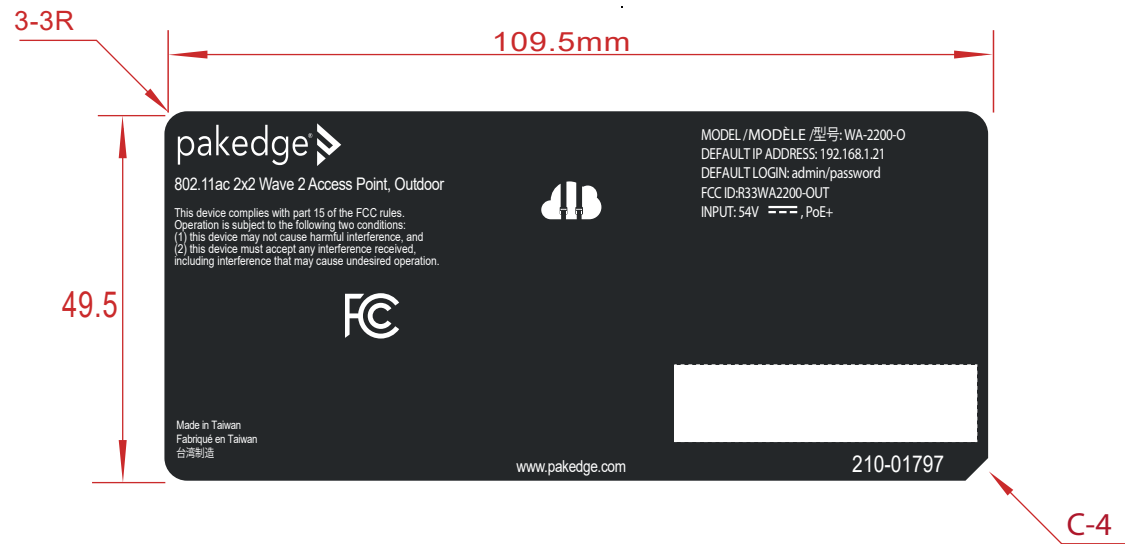 3-3R
109.5mm
49.5
pakedge®
802.11ac 2x2 Wave 2 Access Point, Outdoor
This device complies with part 15 of the FCC rules.
Operation is subject to the following two conditions:
(1) this device may not cause harmful interference, and
(2) this device must accept any interference received,
including interference that may cause undesired operation.
FC
Made in Taiwan
Fabriqué en Taiwan
台湾制造
MODEL /MODÈLE /型号: WA-2200-O
DEFAULT IP ADDRESS: 192.168.1.21
DEFAULT LOGIN: admin/password
FCC ID:R33WA2200-OUT
INPUT: 54V , PoE+
www.pakedge.com
210-01797
C-4